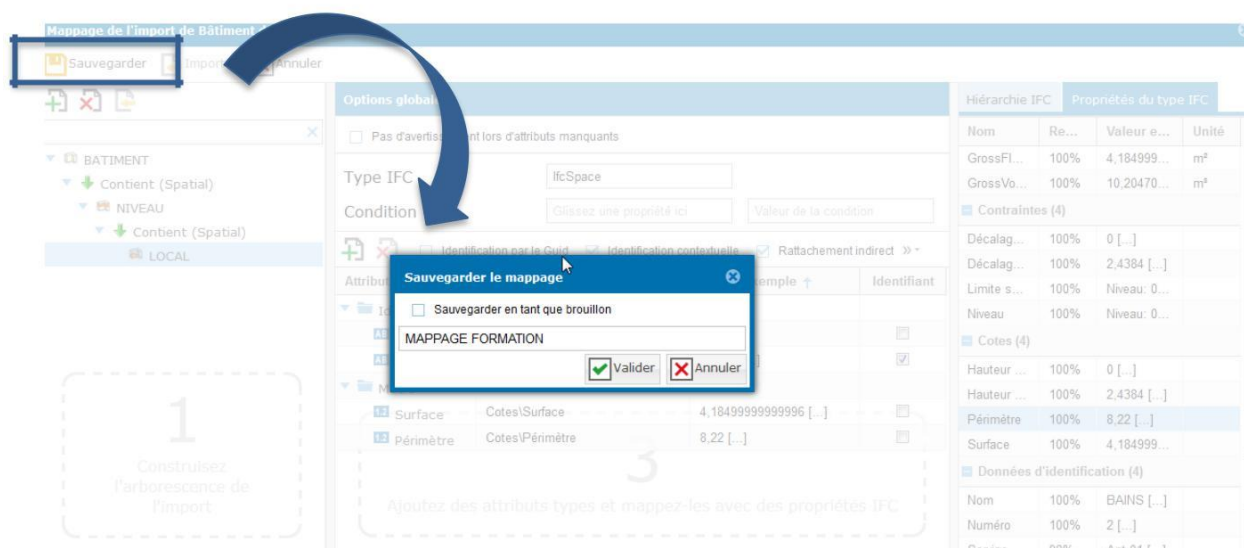 Mappage de l'import de Bâtiment
Sauvegarder Import Annuler
BATIMENT
Contient (Spatial)
NIVEAU
Contient (Spatial)
LOCAL
1
Construisez
l'arborescence de
l'import
Options global
Pas d'avertissement lors d'attributs manquants
Type IFC IfcSpace
Condition Glissez une propriété ici Valeur de la condition
Identification par le Guid Identification contextuelle Rattachement indirect
Attribut Exemple Identifiant
Sauvegarder le mappage
Sauvegarder en tant que brouillon
MAPPAGE FORMATION
Valider Annuler
Surface Cotes\Surface 4,18499999999996 [...]
Périmètre Cotes\Périmètre 8,22 [...]
3
Ajoutez des attributs types et mappez-les avec des propriétés IFC
Hiérarchie IFC Propriétés du type IFC
Nom Re... Valeur e... Unité
GrossFl... 100% 4,184999... m²
GrossVo... 100% 10,20470...
Contraintes (4)
Décalag... 100% 0 [...]
Décalag... 100% 2,4384 [...]
Limite s... 100% Niveau: 0...
Niveau 100% Niveau: 0...
Cotes (4)
Hauteur ... 100% 0 [...]
Hauteur ... 100% 2,4384 [...]
Périmètre 100% 8,22 [...]
Surface 100% 4,184999...
Données d'identification (4)
Nom 100% BAINS [...]
Numéro 100% 2 [...]